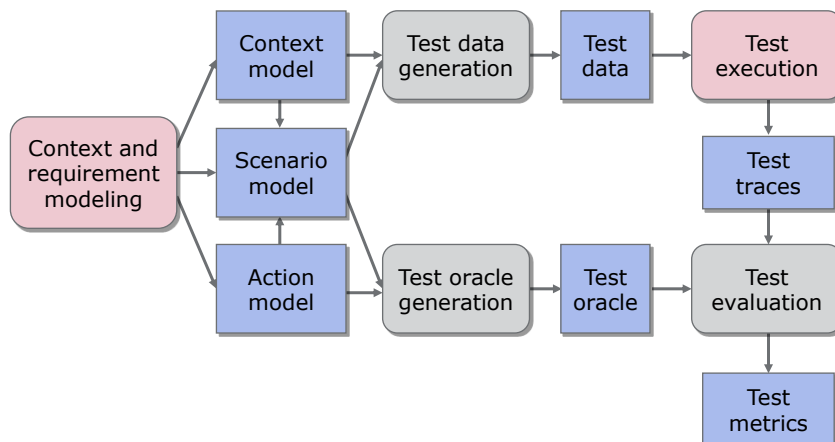 Context
model
Test data
generation
Test
data
Test
execution
Context and
requirement
modeling
Scenario
model
Test
traces
Action
model
Test oracle
generation
Test
oracle
Test
evaluation
Test
metrics